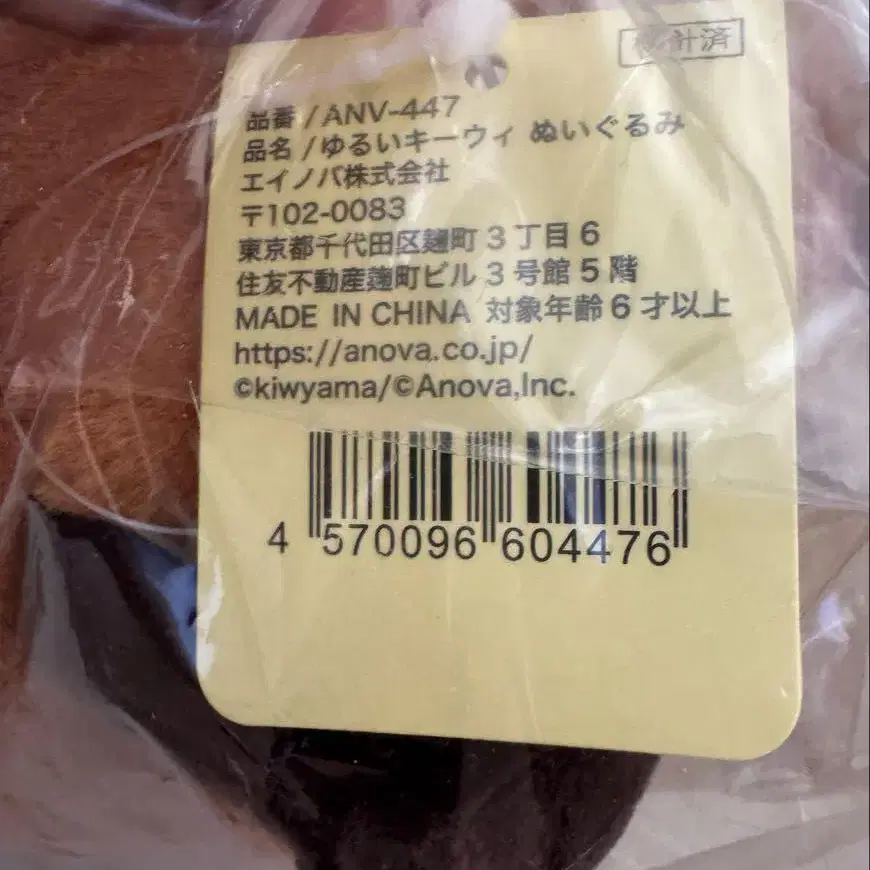 検針済
品番/ANV-447
品名/ゆるいキーウィ ぬいぐるみ
エイノバ株式会社
〒102-0083
東京都千代田区麹町3丁目6
住友不動産麹町ビル3号館5階
MADE IN CHINA 対象年齢6才以上
https://anova.co.jp/
©kiwyama/©Anova,Inc.
4 570096 604476